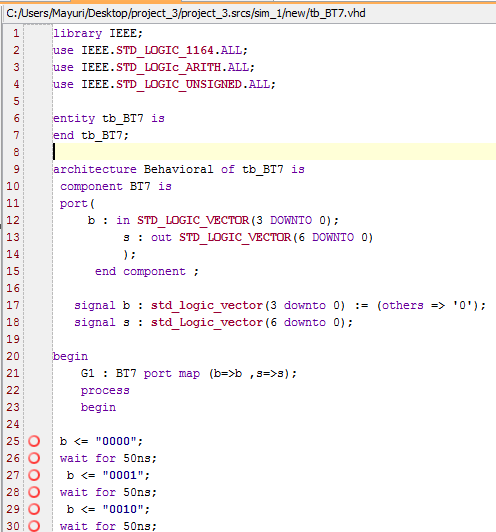 C:/Users/Mayuri/Desktop/project_3/project_3.srcs/sim_1/new/tb_BT7.vhd
1 library IEEE;
2 use IEEE.STD_LOGIC_1164.ALL;
3 use IEEE.STD_LOGIc_ARITH.ALL;
4 use IEEE.STD_LOGIC_UNSIGNED.ALL;
5
6 entity tb_BT7 is
7 end tb_BT7;
8
9 architecture Behavioral of tb_BT7 is
10 component BT7 is
11 port(
12 b : in STD_LOGIC_VECTOR(3 DOWNTO 0);
13 s : out STD_LOGIC_VECTOR(6 DOWNTO 0)
14 );
15 end component ;
16
17 signal b : std_logic_vector(3 downto 0) := (others => '0');
18 signal s : std_logic_vector(6 downto 0);
19
20 begin
21 G1 : BT7 port map (b=>b ,s=>s);
22 process
23 begin
24
25 b <= "0000";
26 wait for 50ns;
27 b <= "0001";
28 wait for 50ns;
29 b <= "0010";
30 wait for 50ns;